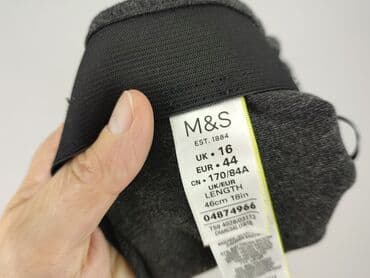 M&S
EST. 1884
UK • 16
EUR • 44
CN • 170/84A
UK/EUR
LENGTH
46cm 18in
04874966